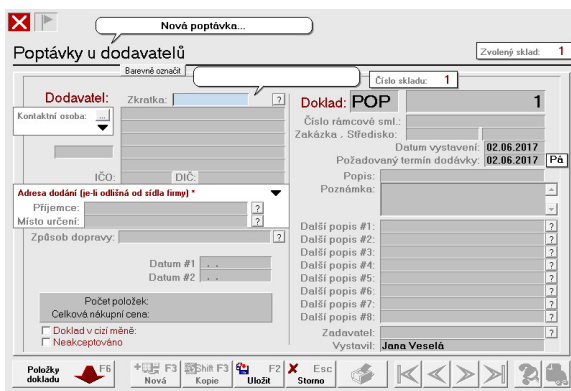 Nová poptávka...
Poptávky u dodavatelů
Zvolený sklad: 1
Barevně označit
Číslo skladu: 1
Dodavatel: Zkratka: ?
Doklad: POP 1
Kontaktní osoba: ...
Číslo rámcové sml.:
Zakázka . Středisko:
Datum vystavení: 02.06.2017
Požadovaný termín dodávky: 02.06.2017 Pá
IČO: DIČ:
Popis:
Poznámka:
Adresa dodání (je-li odlišná od sídla firmy) *
Příjemce: ?
Místo určení: ?
Způsob dopravy: ?
Další popis #1: ?
Další popis #2: ?
Další popis #3: ?
Další popis #4: ?
Další popis #5: ?
Další popis #6: ?
Další popis #7: ?
Další popis #8: ?
Datum #1 . .
Datum #2 . .
Počet položek:
Celková nákupní cena:
Doklad v cizí měně:
Neakceptováno
Zadavatel: ?
Vystavil: Jana Veselá
Položky dokladu F6
F3 Nová
Shift F3 Kopie
F2 Uložit
Esc Storno